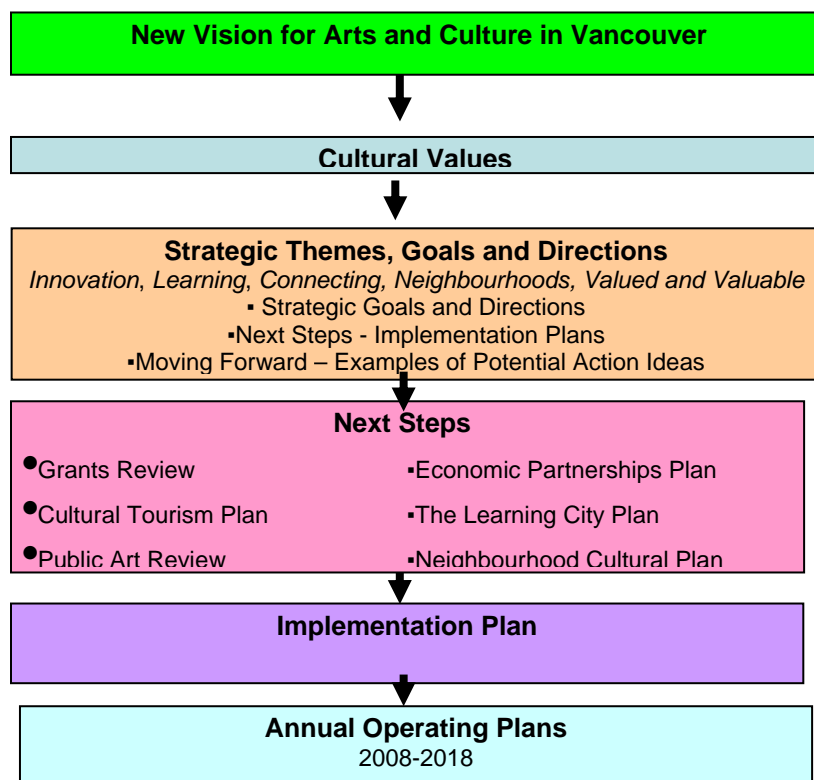 New Vision for Arts and Culture in Vancouver
Cultural Values
Strategic Themes, Goals and Directions
Innovation, Learning, Connecting, Neighbourhoods, Valued and Valuable
▪ Strategic Goals and Directions
▪Next Steps - Implementation Plans
▪Moving Forward – Examples of Potential Action Ideas
Next Steps
●Grants Review
●Cultural Tourism Plan
●Public Art Review
▪Economic Partnerships Plan
▪The Learning City Plan
▪Neighbourhood Cultural Plan
Implementation Plan
Annual Operating Plans
2008-2018